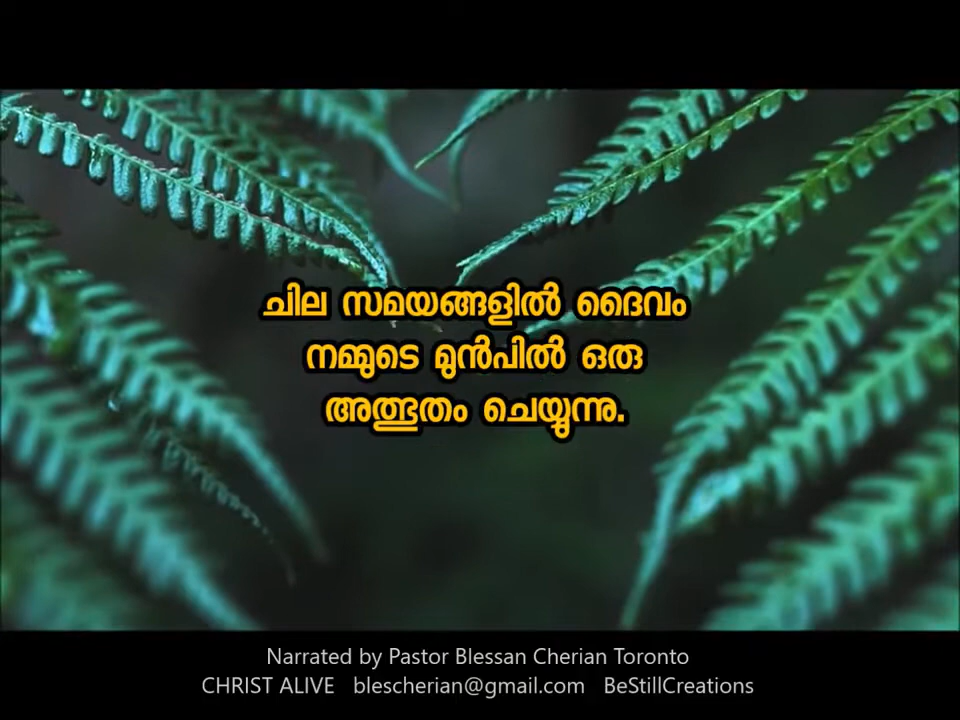 ചില സമയങ്ങളിൽ ദൈവം
നമ്മുടെ മുൻപിൽ ഒരു
അത്ഭുതം ചെയ്യുന്നു.
Narrated by Pastor Blessan Cherian Toronto
CHRIST ALIVE blescherian@gmail.com BeStillCreations